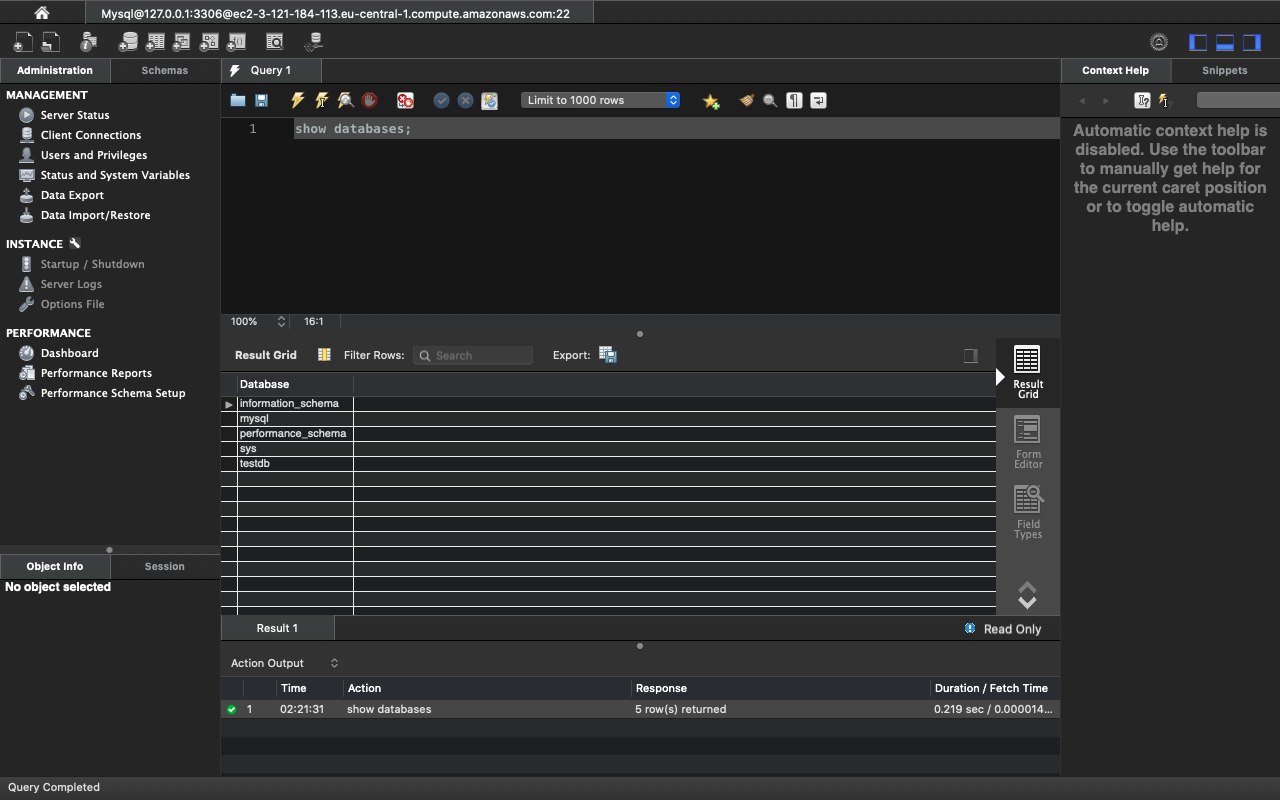 Mysql@127.0.0.1:3306@ec2-3-121-184-113.eu-central-1.compute.amazonaws.com:22
Administration Schemas
Query 1
Context Help Snippets
MANAGEMENT
Server Status
Client Connections
Users and Privileges
Status and System Variables
Data Export
Data Import/Restore
INSTANCE
Startup / Shutdown
Server Logs
Options File
PERFORMANCE
Dashboard
Performance Reports
Performance Schema Setup
Object Info Session
No object selected
Limit to 1000 rows
1 show databases;
100% 16:1
Result Grid Filter Rows: Search Export:
Database
information_schema
mysql
performance_schema
sys
testdb
Result
Grid
Form
Editor
Field
Types
Result 1 Read Only
Action Output
Time Action Response Duration / Fetch Time
1 02:21:31 show databases 5 row(s) returned 0.219 sec / 0.000014...
Automatic context help is
disabled. Use the toolbar
to manually get help for
the current caret position
or to toggle automatic
help.
Query Completed